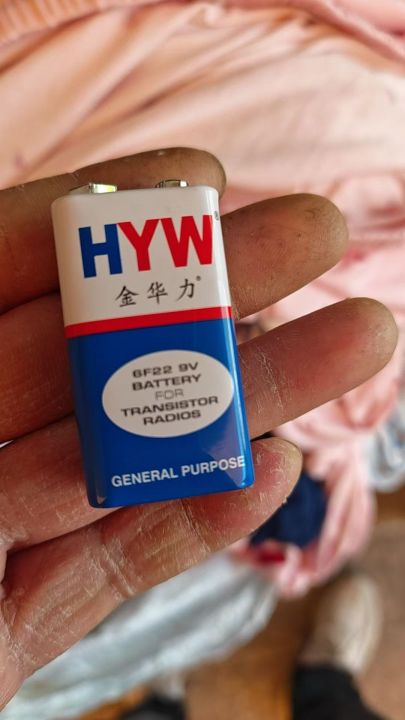 HYW®
金华力®
6F22 9V
BATTERY
FOR
TRANSISTOR
RADIOS
GENERAL PURPOSE